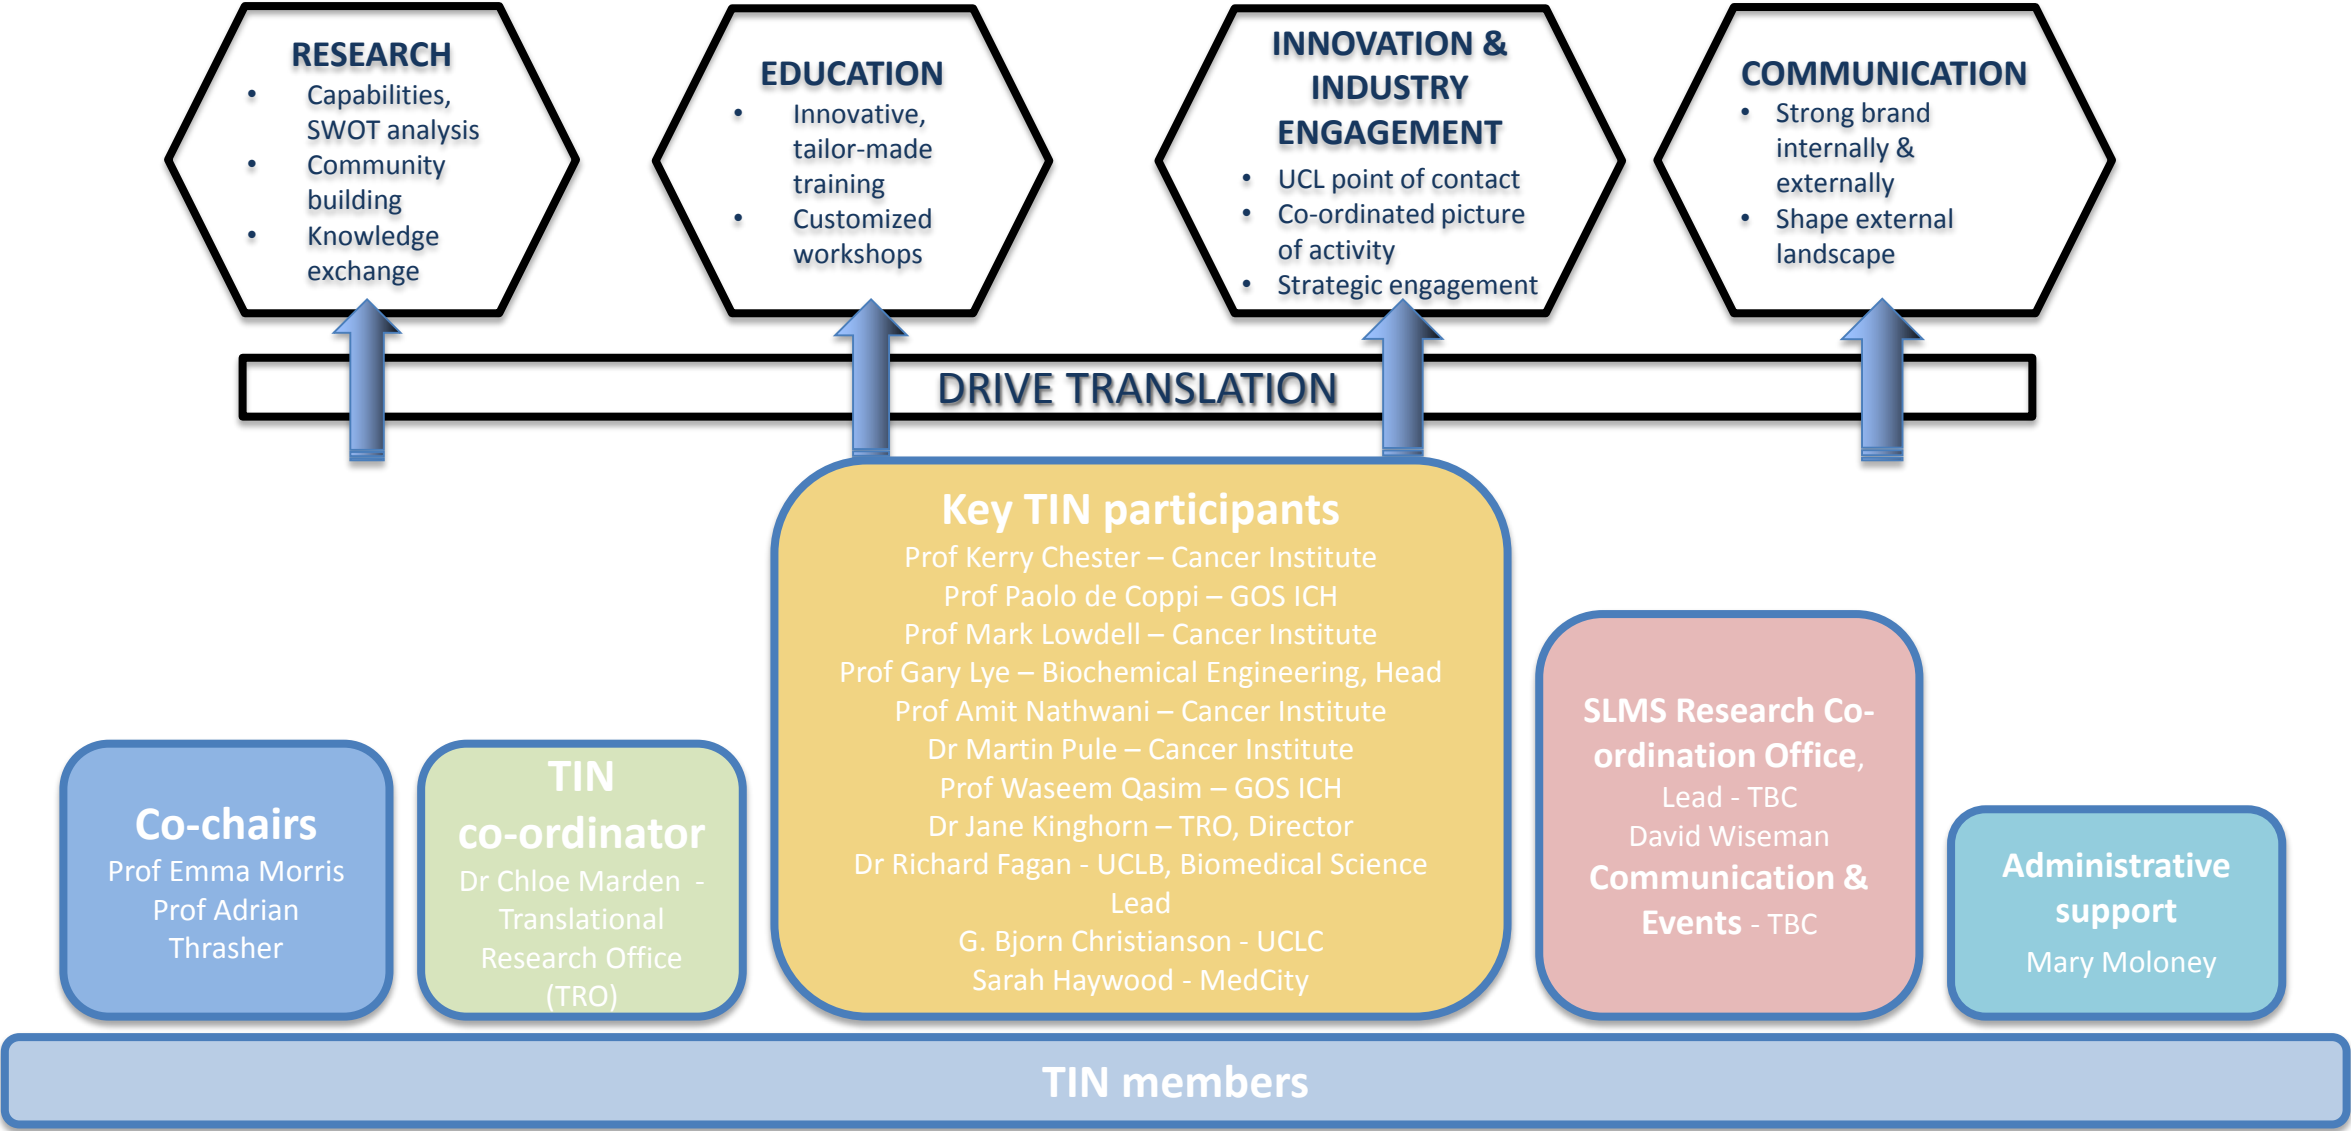 RESEARCH
• Capabilities,
SWOT analysis
• Community
building
• Knowledge
exchange
EDUCATION
• Innovative,
tailor-made
training
• Customized
workshops
INNOVATION &
INDUSTRY
ENGAGEMENT
• UCL point of contact
• Co-ordinated picture
of activity
• Strategic engagement
COMMUNICATION
• Strong brand
internally &
externally
• Shape external
landscape
DRIVE TRANSLATION
Co-chairs
Prof Emma Morris
Prof Adrian
Thrasher
TIN
co-ordinator
Dr Chloe Marden -
Translational
Research Office
(TRO)
Key TIN participants
Prof Kerry Chester – Cancer Institute
Prof Paolo de Coppi – GOS ICH
Prof Mark Lowdell – Cancer Institute
Prof Gary Lye – Biochemical Engineering, Head
Prof Amit Nathwani – Cancer Institute
Dr Martin Pule – Cancer Institute
Prof Waseem Qasim – GOS ICH
Dr Jane Kinghorn – TRO, Director
Dr Richard Fagan - UCLB, Biomedical Science
Lead
G. Bjorn Christianson - UCLC
Sarah Haywood - MedCity
SLMS Research Co-
ordination Office,
Lead - TBC
David Wiseman
Communication &
Events - TBC
Administrative
support
Mary Moloney
TIN members